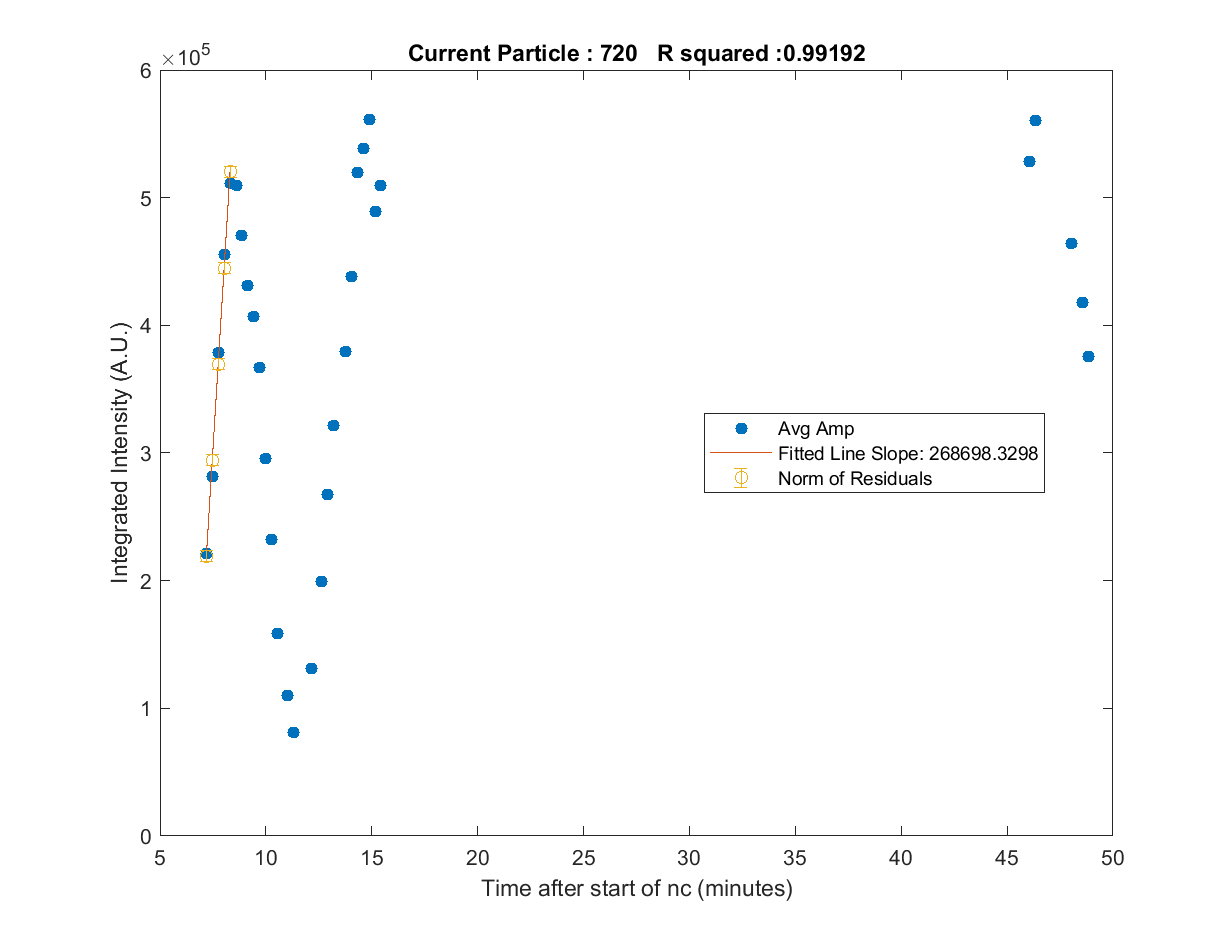 Current Particle : 720 R squared :0.99192
×10^5
6
5
4
3
2
1
0
Integrated Intensity (A.U.)
Avg Amp
Fitted Line Slope: 268698.3298
Norm of Residuals
5 10 15 20 25 30 35 40 45 50
Time after start of nc (minutes)